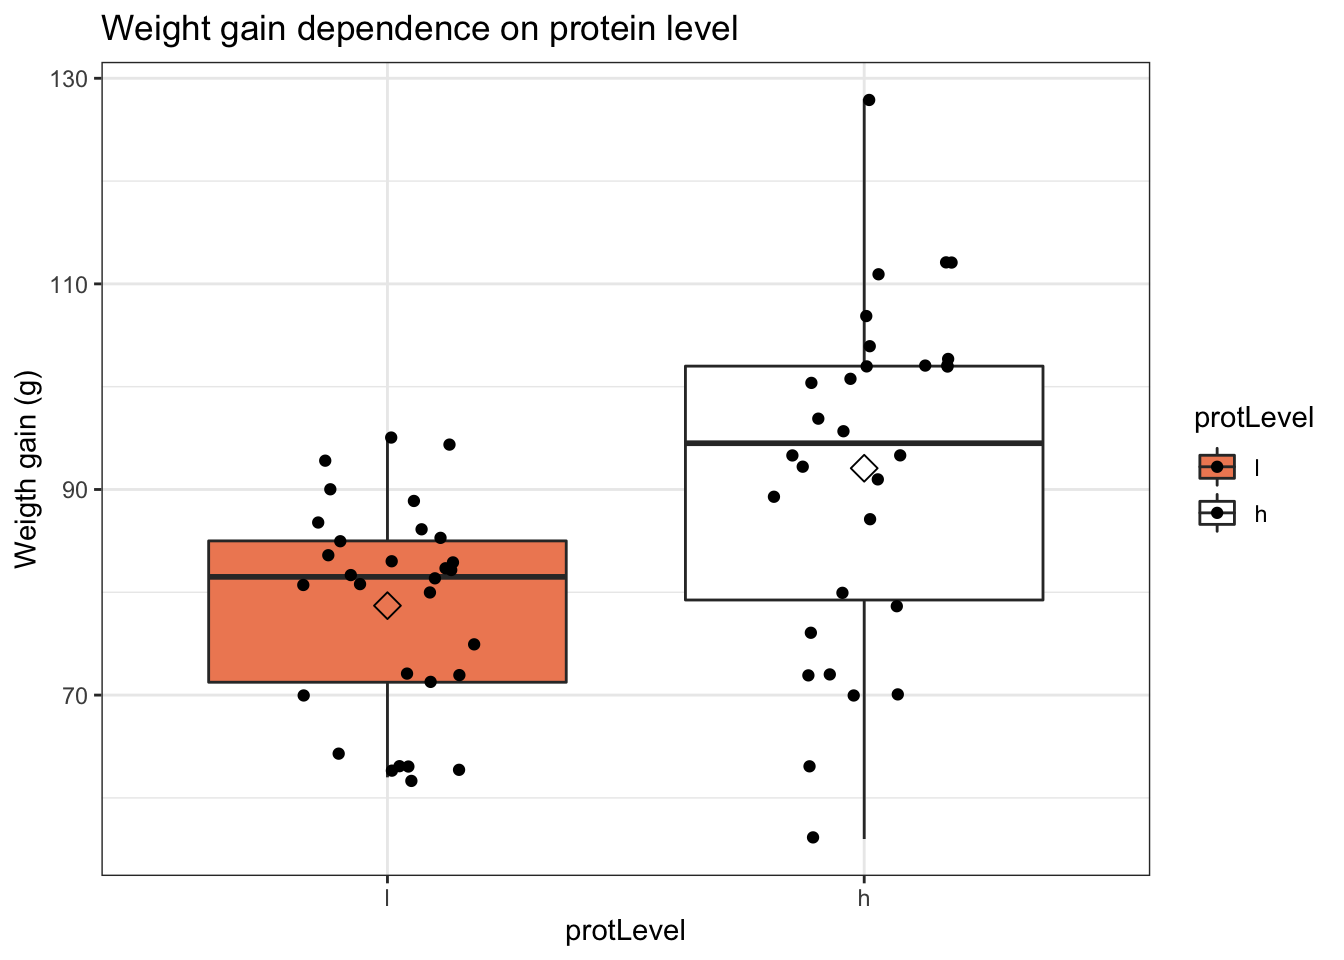 Weight gain dependence on protein level
130
110
90
70
Weigth gain (g)
l
h
protLevel
protLevel
l
h